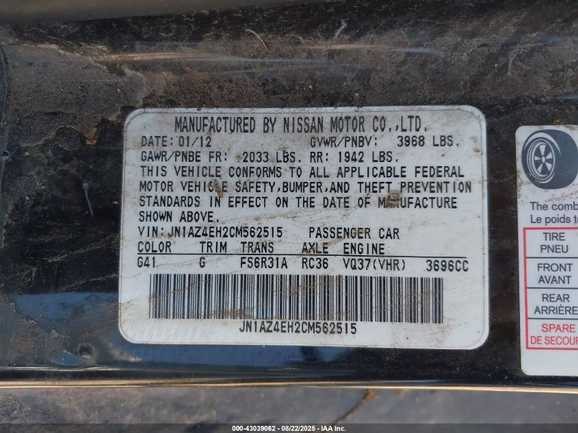 MANUFACTURED BY NISSAN MOTOR CO.,LTD.
DATE: 01/12 GVWR/PNBV: 3968 LBS.
GAWR/PNBE FR: 2033 LBS. RR: 1942 LBS.
THIS VEHICLE CONFORMS TO ALL APPLICABLE FEDERAL
MOTOR VEHICLE SAFETY,BUMPER,AND THEFT PREVENTION
STANDARDS IN EFFECT ON THE DATE OF MANUFACTURE
SHOWN ABOVE.
VIN: JN1AZ4EH2CM562515 PASSENGER CAR
COLOR TRIM TRANS AXLE ENGINE
G41 G FS6R31A RC36 VQ37(VHR) 3696CC
JN1AZ4EH2CM562515
The comb
Le poids
TIRE
PNEU
FRONT
AVANT
REAR
ARRIÈRE
SPARE
DE SECOUR
000-43039062 - 08/22/2025 - IAA Inc.